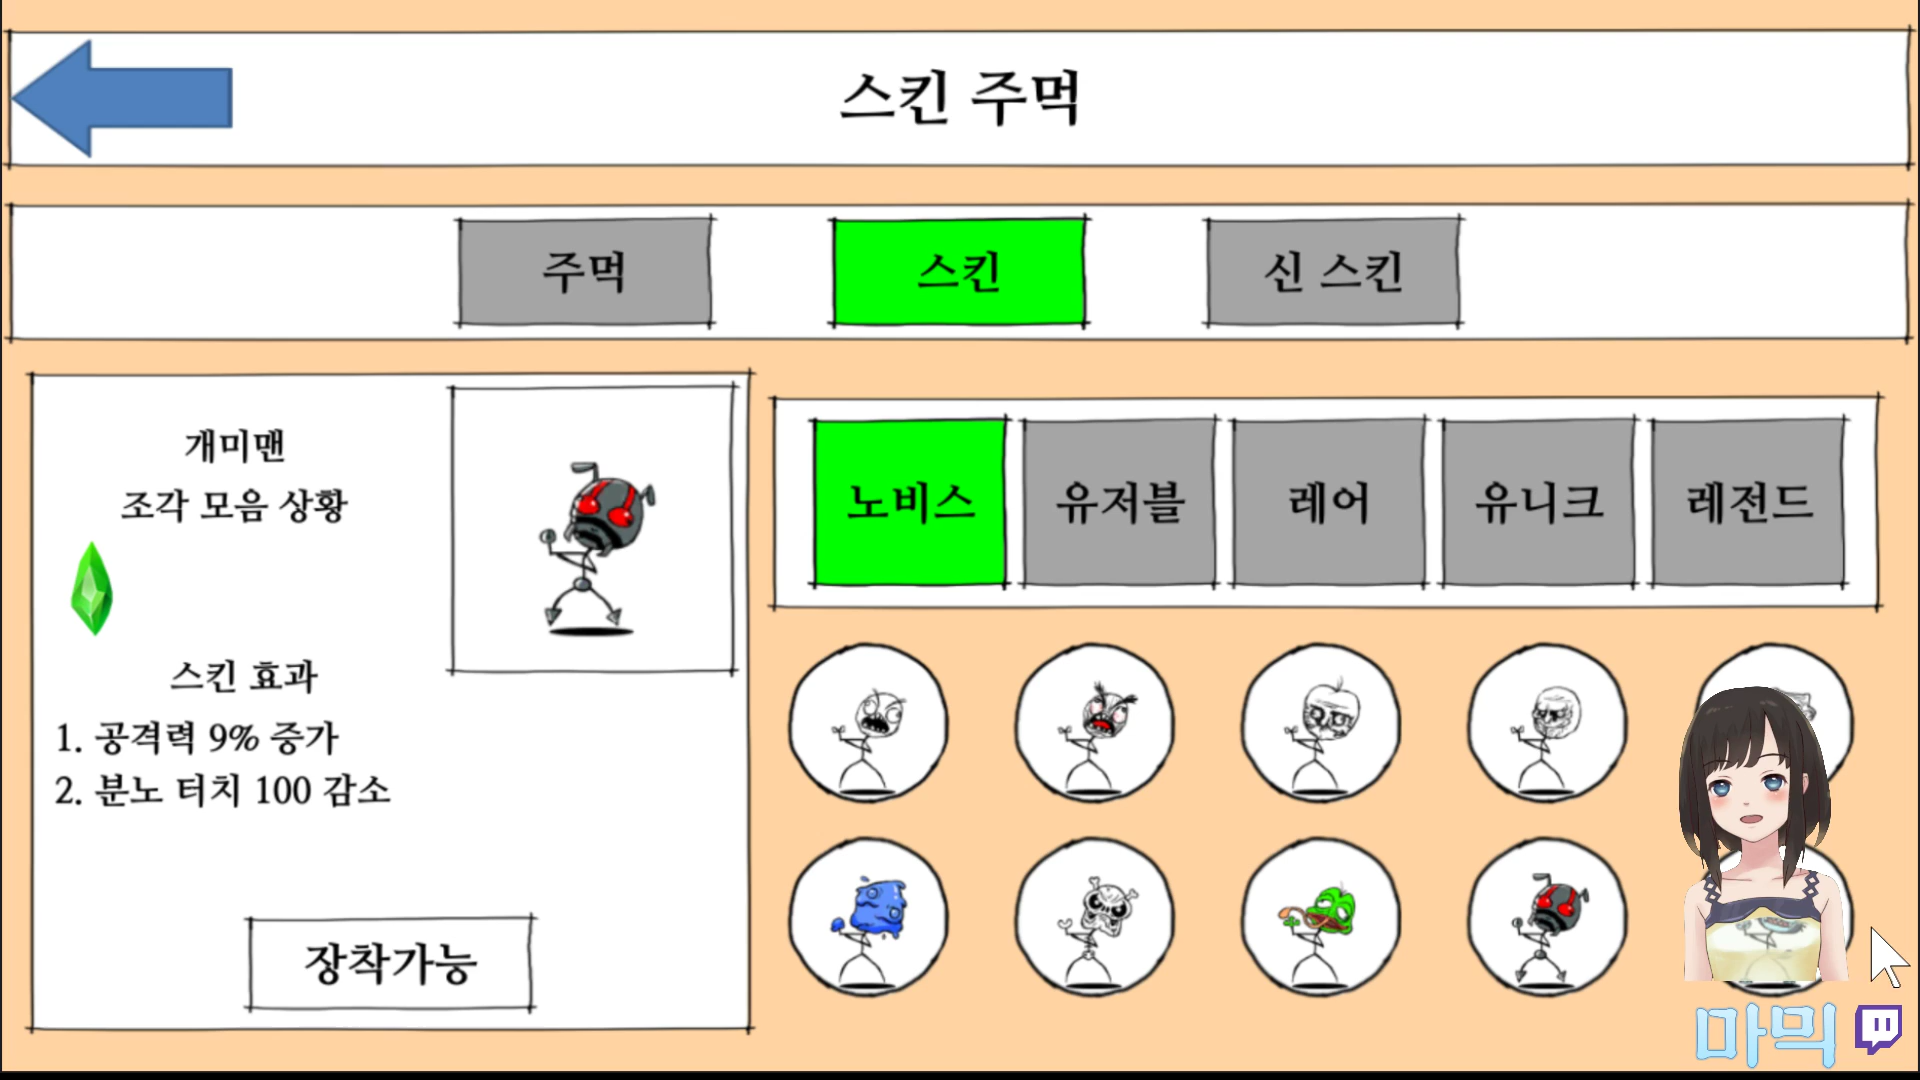 스킨 주먹
주먹
스킨
신 스킨
개미맨
조각 모음 상황
스킨 효과
1. 공격력 9% 증가
2. 분노 터치 100 감소
장착가능
노비스
유저블
레어
유니크
레전드
마믹